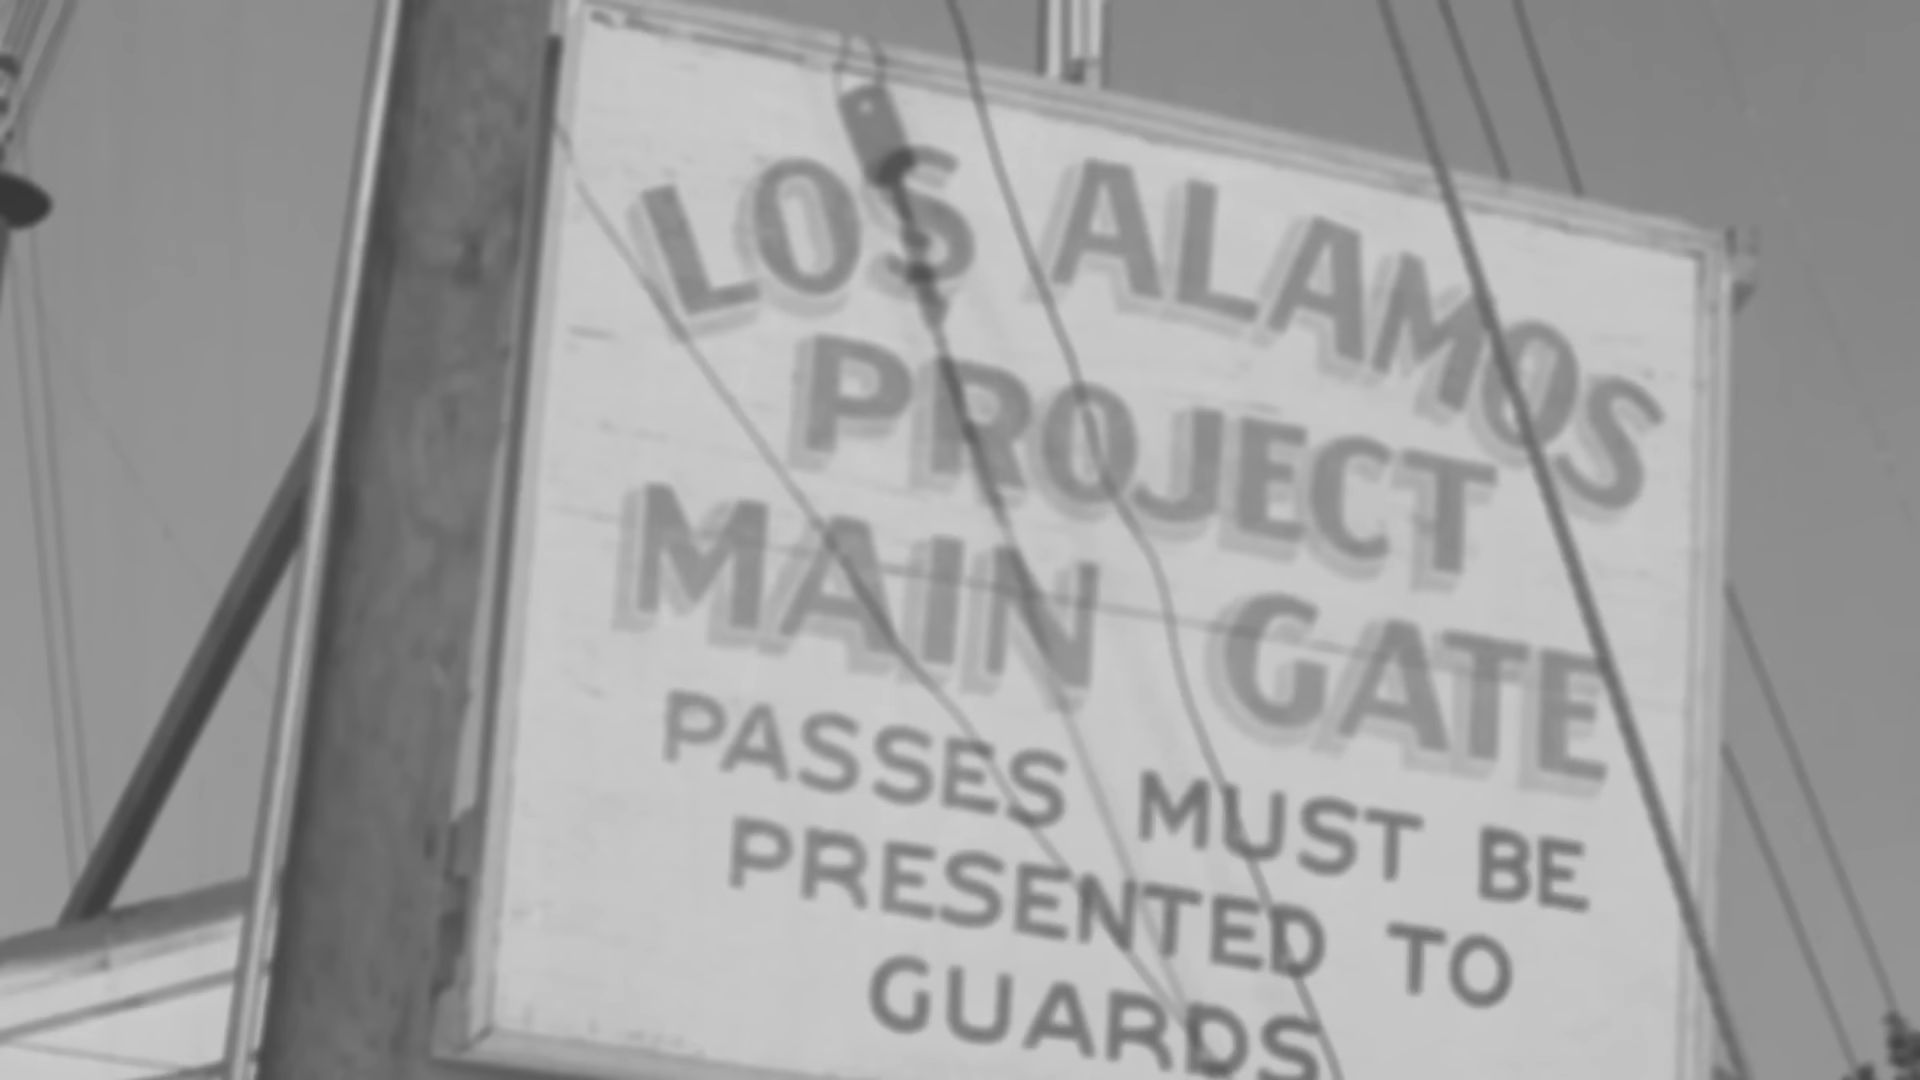 LOS ALAMOS
PROJECT
MAIN GATE
PASSES MUST BE
PRESENTED TO
GUARDS